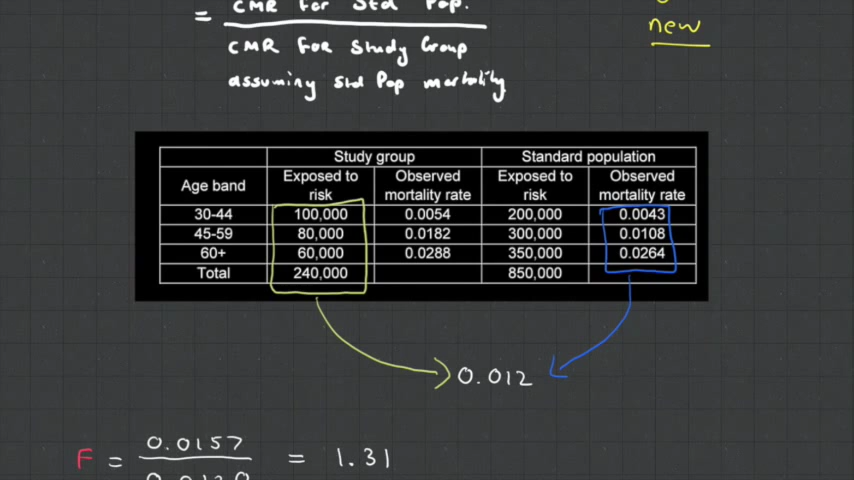 = CMR for Std Pop.
CMR For Study Group
assuming Std Pop mortality
new
Study group Standard population
Age band Exposed to risk Observed mortality rate Exposed to risk Observed mortality rate
30-44 100,000 0.0054 200,000 0.0043
45-59 80,000 0.0182 300,000 0.0108
60+ 60,000 0.0288 350,000 0.0264
Total 240,000 850,000
0.012
F = 0.0157 = 1.31